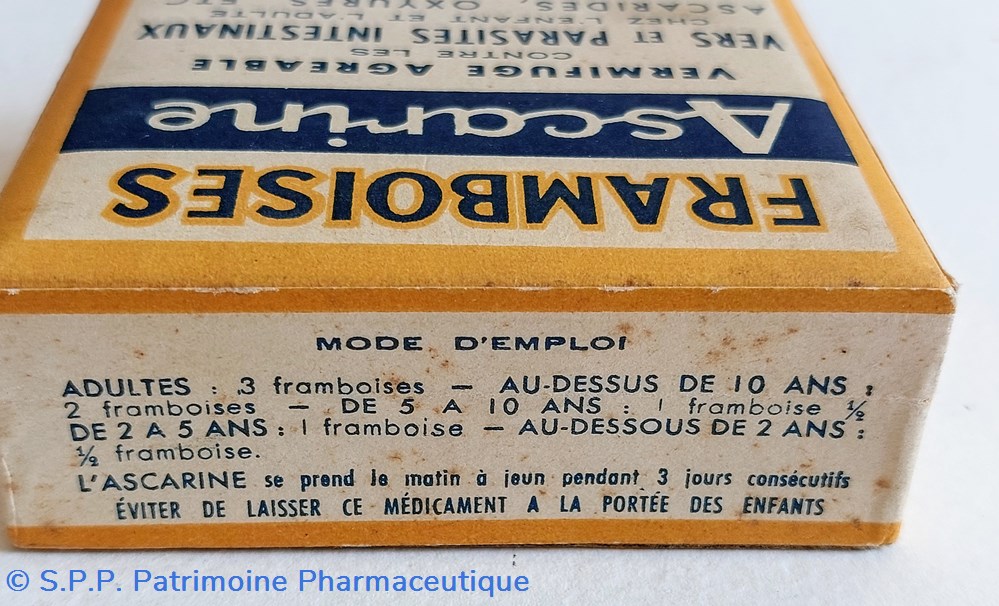 FRAMBOISES
Ascarine
VERMIFUGE AGREABLE
CONTRE LES
VERS ET PARASITES INTESTINAUX
CHEZ L'ENFANT ET L'ADULTE
ASCARIDES, OXYURES, ETC
MODE D'EMPLOI
ADULTES : 3 framboises — AU-DESSUS DE 10 ANS :
2 framboises — DE 5 A 10 ANS : 1 framboise ½
DE 2 A 5 ANS : 1 framboise — AU-DESSOUS DE 2 ANS :
½ framboise.
L'ASCARINE se prend le matin à jeun pendant 3 jours consécutifs
ÉVITER DE LAISSER CE MÉDICAMENT A LA PORTÉE DES ENFANTS
© S.P.P. Patrimoine Pharmaceutique